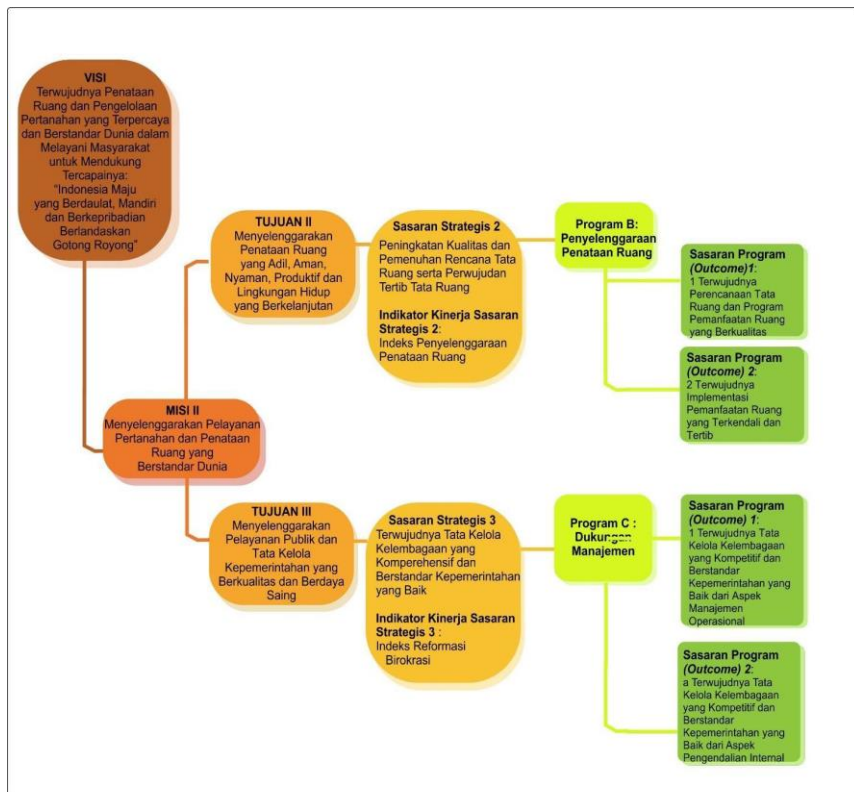 VISI
Terwujudnya Penataan
Ruang dan Pengelolaan
Pertanahan yang Terpercaya
dan Berstandar Dunia dalam
Melayani Masyarakat
untuk Mendukung
Tercapainya:
"Indonesia Maju
yang Berdaulat, Mandiri
dan Berkepribadian
Berlandaskan
Gotong Royong"
MISI II
Menyelenggarakan Pelayanan
Pertanahan dan Penataan
Ruang yang
Berstandar Dunia
TUJUAN II
Menyelenggarakan
Penataan Ruang
yang Adil, Aman,
Nyaman, Produktif dan
Lingkungan Hidup
yang Berkelanjutan
Sasaran Strategis 2
Peningkatan Kualitas dan
Pemenuhan Rencana Tata
Ruang serta Perwujudan
Tertib Tata Ruang
Indikator Kinerja Sasaran
Strategis 2:
Indeks Penyelenggaraan
Penataan Ruang
Program B:
Penyelenggaraan
Penataan Ruang
Sasaran Program
(Outcome)1:
1 Terwujudnya
Perencanaan Tata
Ruang dan Program
Pemanfaatan Ruang
yang Berkualitas
Sasaran Program
(Outcome) 2:
2 Terwujudnya
Implementasi
Pemanfaatan Ruang
yang Terkendali dan
Tertib
TUJUAN III
Menyelenggarakan
Pelayanan Publik dan
Tata Kelola
Kepemerintahan yang
Berkualitas dan Berdaya
Saing
Sasaran Strategis 3
Terwujudnya Tata Kelola
Kelembagaan yang
Komperehensif dan
Berstandar Kepemerintahan
yang Baik
Indikator Kinerja Sasaran
Strategis 3 :
Indeks Reformasi
Birokrasi
Program C :
Dukungan
Manajemen
Sasaran Program
(Outcome) 1:
1 Terwujudnya Tata
Kelola Kelembagaan
yang Kompetitif dan
Berstandar
Kepemerintahan yang
Baik dari Aspek
Manajemen
Operasional
Sasaran Program
(Outcome) 2:
a Terwujudnya Tata
Kelola Kelembagaan
yang Kompetitif dan
Berstandar
Kepemerintahan yang
Baik dari Aspek
Pengendalian Internal